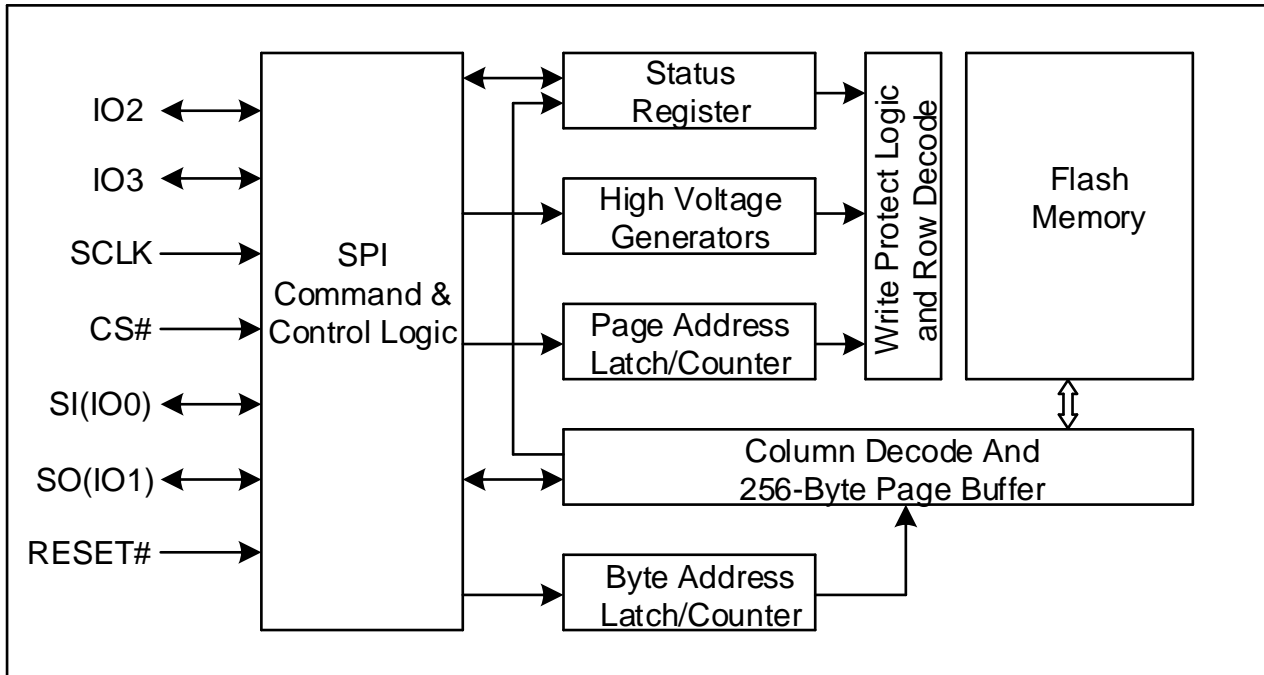 IO2
IO3
SCLK
CS#
SI(IO0)
SO(IO1)
RESET#
SPI
Command &
Control Logic
Status
Register
High Voltage
Generators
Page Address
Latch/Counter
Write Protect Logic
and Row Decode
Flash
Memory
Column Decode And
256-Byte Page Buffer
Byte Address
Latch/Counter